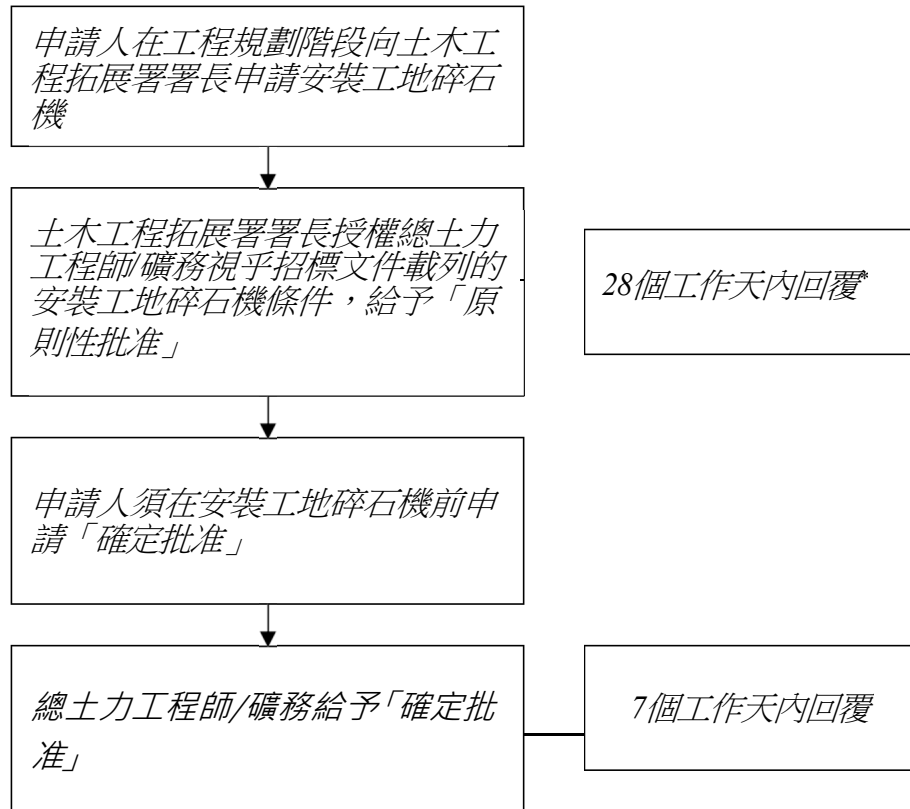 申請人在工程規劃階段向土木工
程拓展署署長申請安裝工地碎石
機
土木工程拓展署署長授權總土力
工程師/礦務視乎招標文件載列的
安裝工地碎石機條件，給予「原
則性批准」
28個工作天內回覆*
申請人須在安裝工地碎石機前申
請「確定批准」
總土力工程師/礦務給予「確定批
准」
7個工作天內回覆